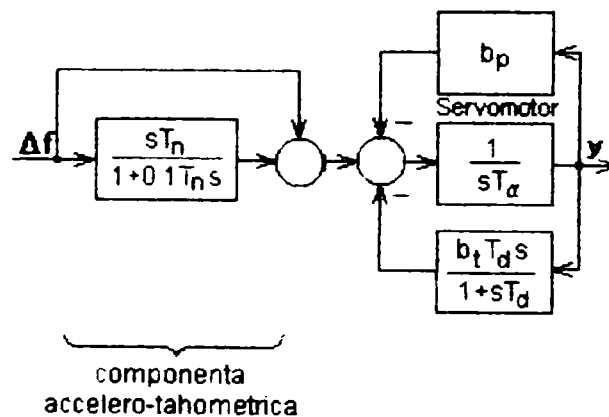 b_p
Servomotor
Δf
sT_n
1+0 1T_n s
−
−
1
sT_α
y
b_t T_d s
1+sT_d
componenta
accelero-tahometrica